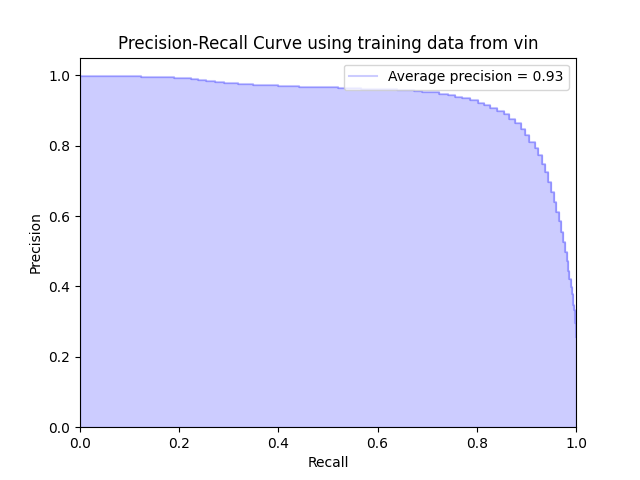 Precision-Recall Curve using training data from vin
Average precision = 0.93
1.0
0.8
0.6
0.4
0.2
0.0
Precision
0.0 0.2 0.4 0.6 0.8 1.0
Recall